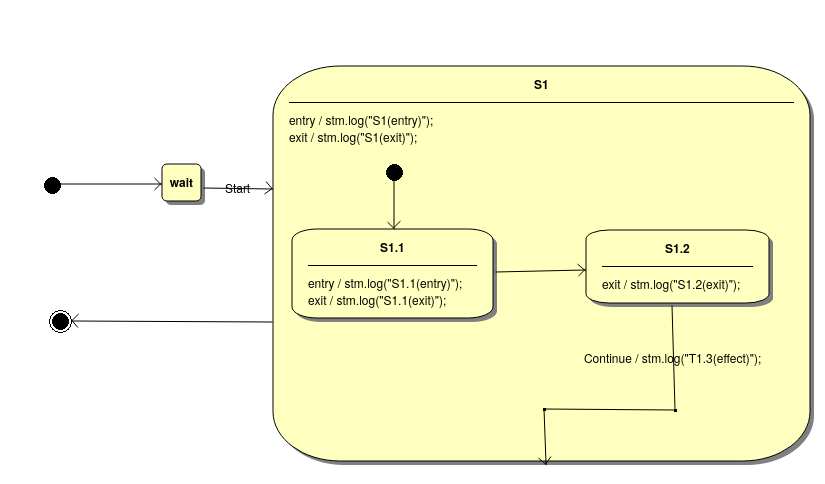 S1
entry / stm.log("S1(entry)");
exit / stm.log("S1(exit)");
wait
Start
S1.1
entry / stm.log("S1.1(entry)");
exit / stm.log("S1.1(exit)");
S1.2
exit / stm.log("S1.2(exit)");
Continue / stm.log("T1.3(effect)");